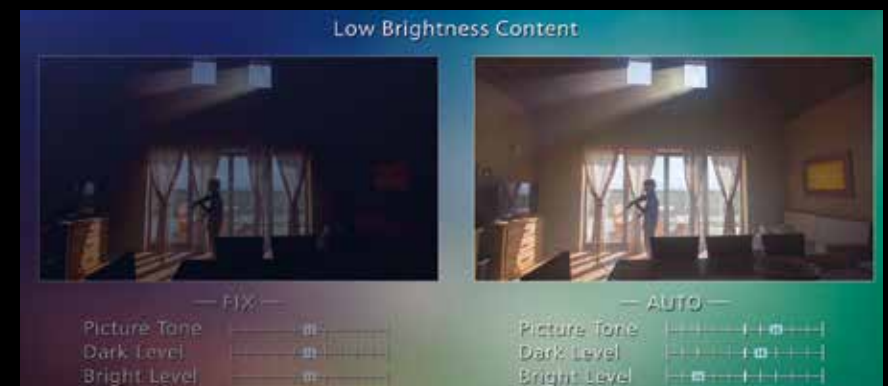 Low Brightness Content
— FIX —
Picture Tone
Dark Level
Bright Level
— AUTO —
Picture Tone
Dark Level
Bright Level